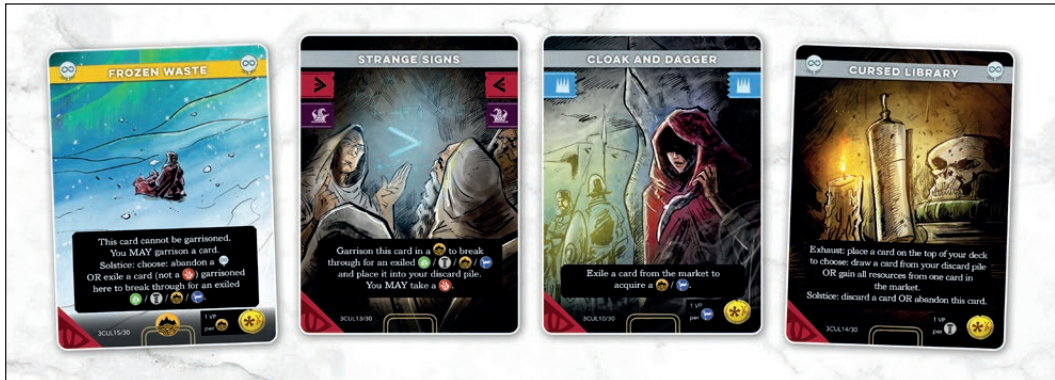 FROZEN WASTE
This card cannot be garrisoned.
You MAY garrison a card.
Solstice: choose: abandon a
OR exile a card (not a ) garrisoned
here to break through for an exiled
/ / /
3CUL15/30
1 VP
per
STRANGE SIGNS
Garrison this card in a to break
through for an exiled / / /
and place it into your discard pile.
You MAY take a .
3CUL13/30
CLOAK AND DAGGER
Exile a card from the market to
acquire a / .
3CUL10/30
1 VP
per
CURSED LIBRARY
Exhaust: place a card on the top of your deck
to choose: draw a card from your discard pile
OR gain all resources from one card in
the market.
Solstice: discard a card OR abandon this card.
3CUL14/30
1 VP
per